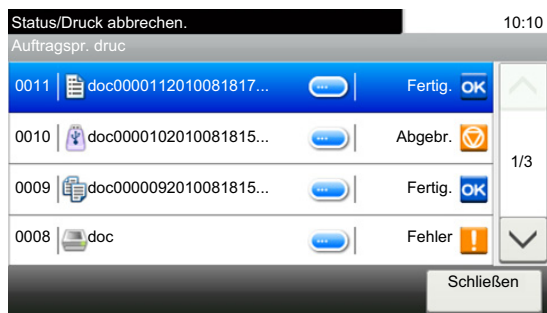 Status/Druck abbrechen. 10:10
Auftragspr. druc
0011 doc0000112010081817... Fertig. OK
0010 doc0000102010081815... Abgebr.
1/3
0009 doc0000092010081815... Fertig. OK
0008 doc Fehler
Schließen